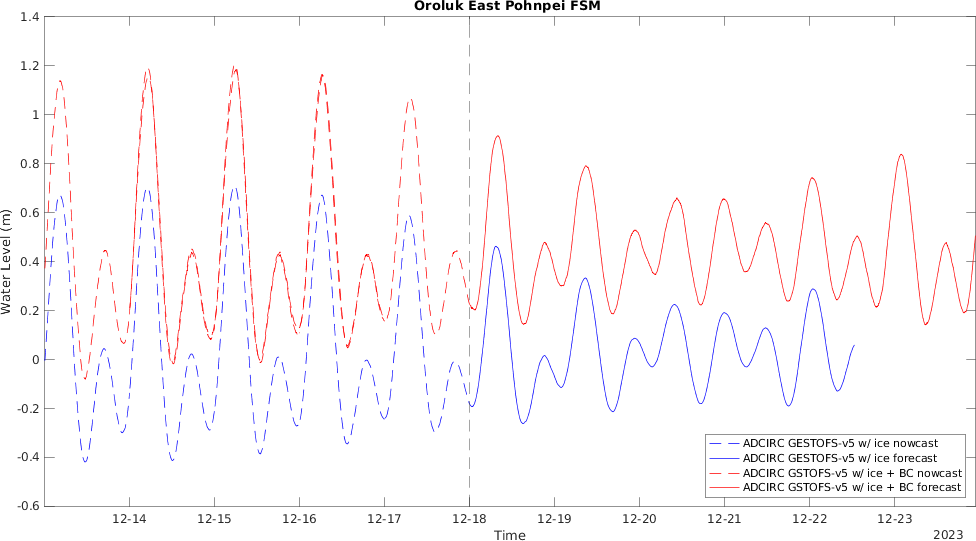 Oroluk East Pohnpei FSM
1.4
1.2
1
0.8
0.6
0.4
0.2
0
-0.2
-0.4
-0.6
Water Level (m)
ADCIRC GESTOFS-v5 w/ ice nowcast
ADCIRC GESTOFS-v5 w/ ice forecast
ADCIRC GSTOFS-v5 w/ ice + BC nowcast
ADCIRC GSTOFS-v5 w/ ice + BC forecast
12-14 12-15 12-16 12-17 12-18 12-19 12-20 12-21 12-22 12-23
Time
2023